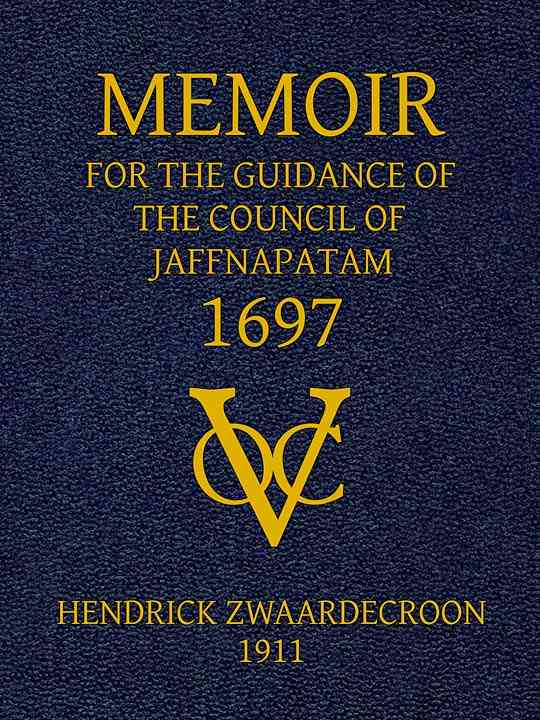 MEMOIR
FOR THE GUIDANCE OF
THE COUNCIL OF
JAFFNAPATAM
1697
VOC
HENDRICK ZWAARDECROON
1911